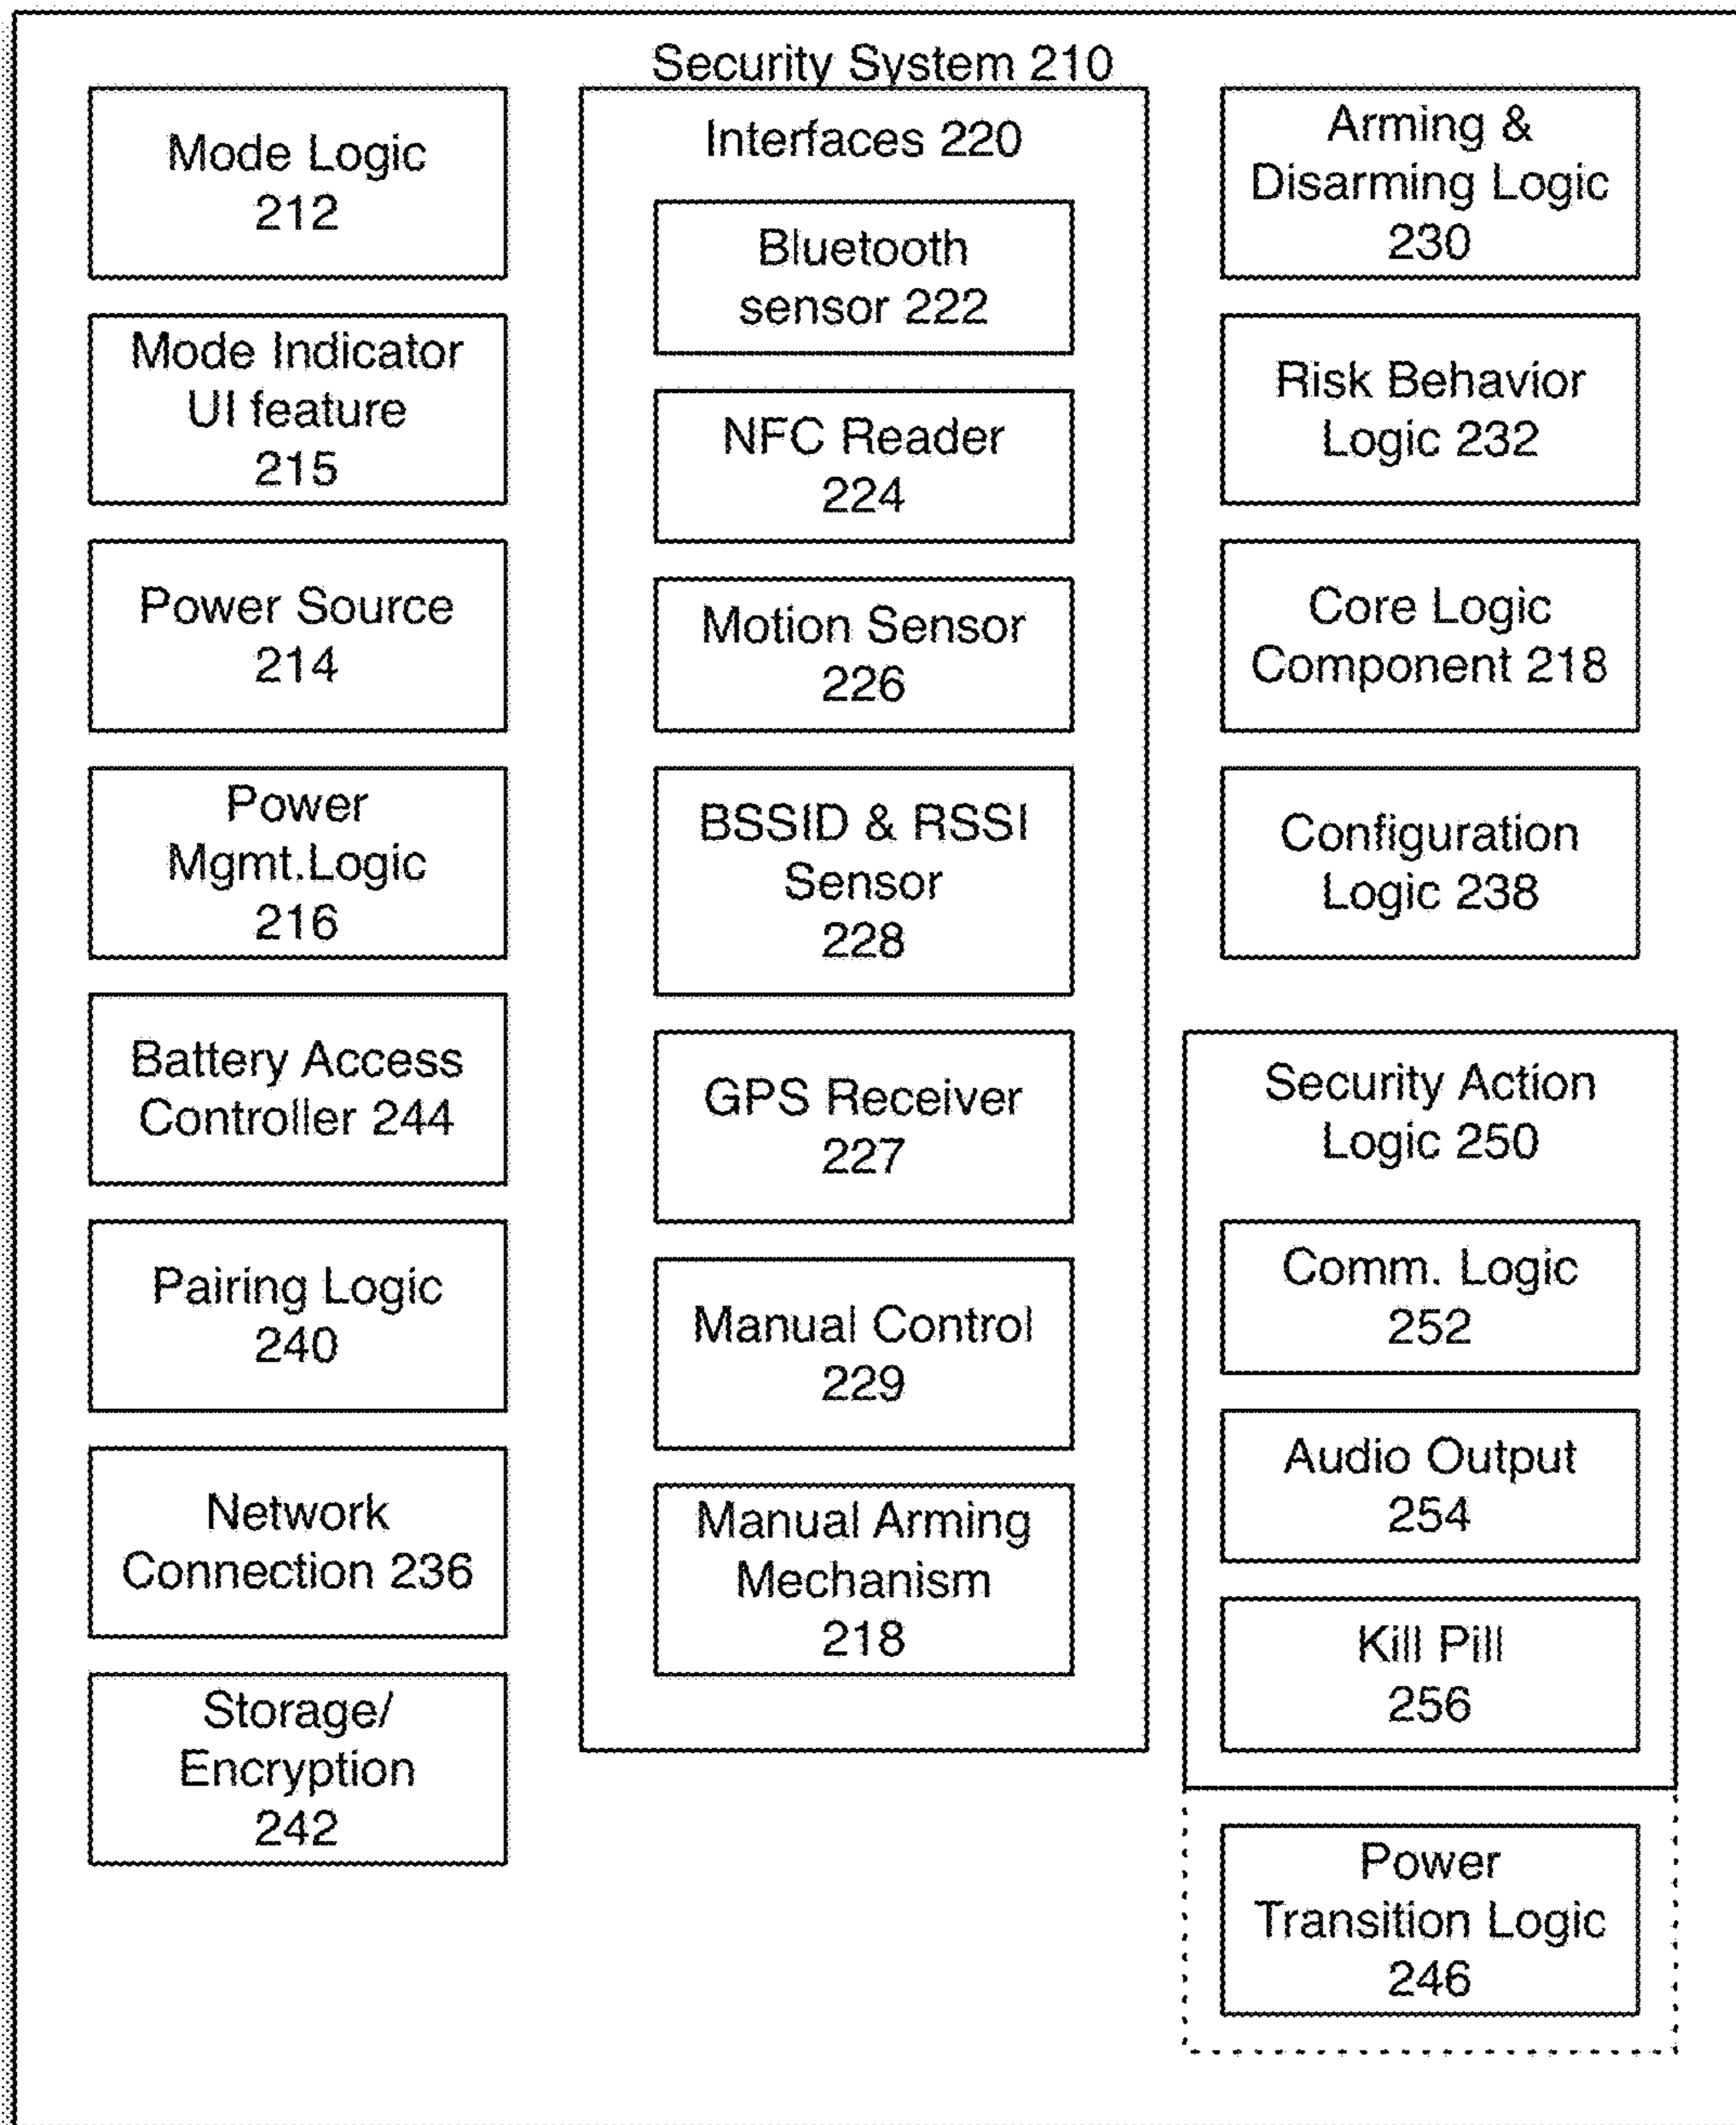 Security System 210
Mode Logic
212
Mode Indicator
UI feature
215
Power Source
214
Power
Mgmt.Logic
216
Battery Access
Controller 244
Pairing Logic
240
Network
Connection 236
Storage/
Encryption
242
Interfaces 220
Bluetooth
sensor 222
NFC Reader
224
Motion Sensor
226
BSSID & RSSI
Sensor
228
GPS Receiver
227
Manual Control
229
Manual Arming
Mechanism
218
Arming &
Disarming Logic
230
Risk Behavior
Logic 232
Core Logic
Component 218
Configuration
Logic 238
Security Action
Logic 250
Comm. Logic
252
Audio Output
254
Kill Pill
256
Power
Transition Logic
246